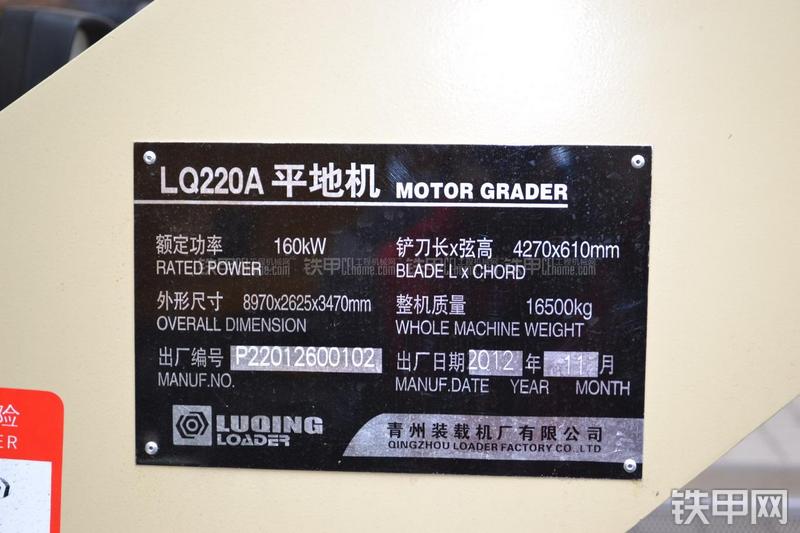 LQ220A 平地机 MOTOR GRADER
额定功率 160kW 铲刀长x弦高 4270x610mm
RATED POWER BLADE L x CHORD
外形尺寸 8970x2625x3470mm 整机质量 16500kg
OVERALL DIMENSION WHOLE MACHINE WEIGHT
出厂编号 P22012600102 出厂日期 2012 年 11 月
MANUF.NO. MANUF.DATE YEAR MONTH
LUQING 青州装载机厂有限公司
LOADER QINGZHOU LOADER FACTORY CO.,LTD
险
ER
铁甲网